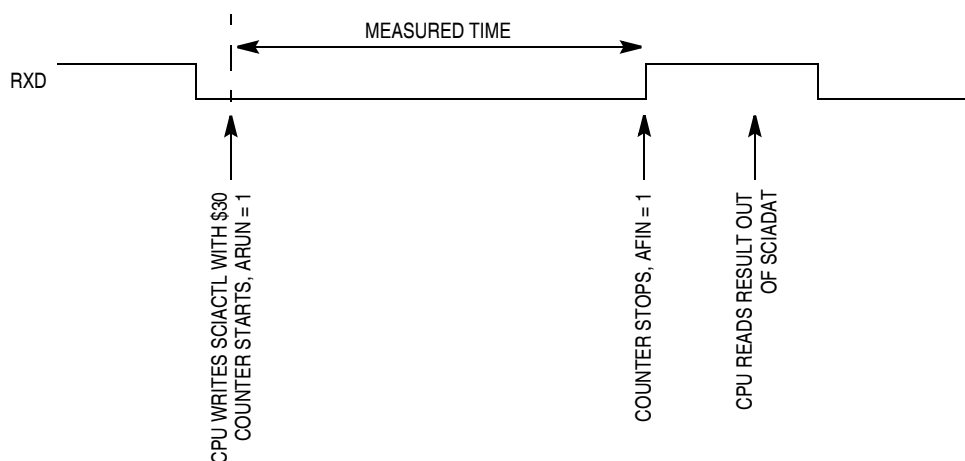 MEASURED TIME
RXD
CPU WRITES SCIACTL WITH $30
COUNTER STARTS, ARUN = 1
COUNTER STOPS, AFIN = 1
CPU READS RESULT OUT
OF SCIADAT